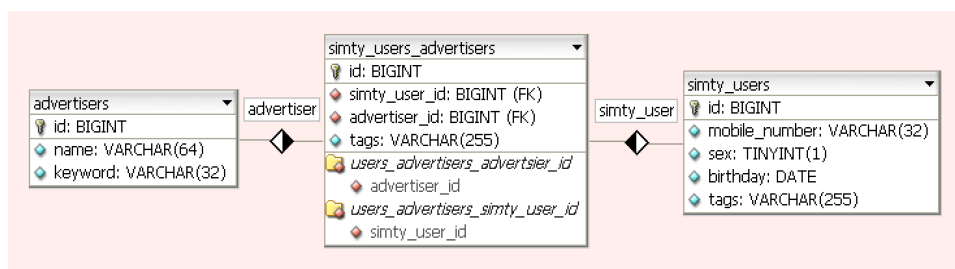 advertisers
id: BIGINT
name: VARCHAR(64)
keyword: VARCHAR(32)
advertiser
simty_users_advertisers
id: BIGINT
simty_user_id: BIGINT (FK)
advertiser_id: BIGINT (FK)
tags: VARCHAR(255)
users_advertisers_advertsier_id
advertiser_id
users_advertisers_simty_user_id
simty_user_id
simty_user
simty_users
id: BIGINT
mobile_number: VARCHAR(32)
sex: TINYINT(1)
birthday: DATE
tags: VARCHAR(255)